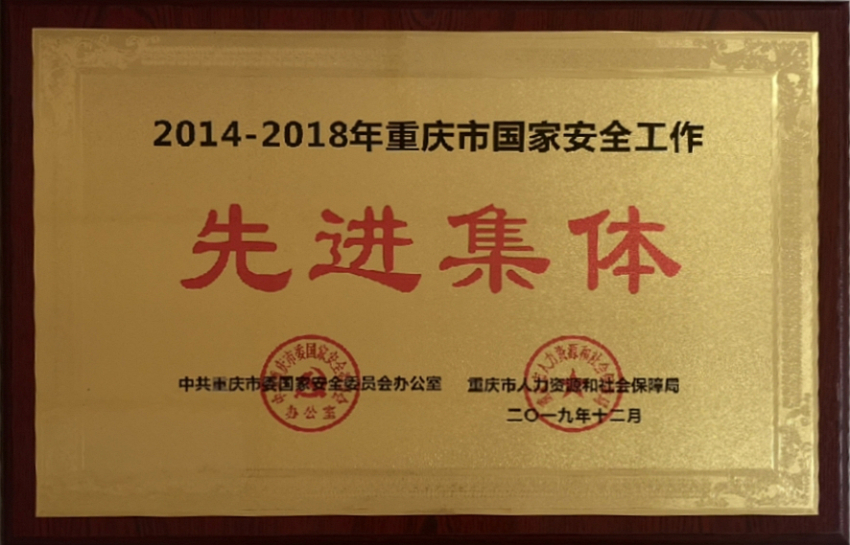 2014-2018年重庆市国家安全工作
先进集体
中共重庆市委国家安全委员会办公室 重庆市人力资源和社会保障局
二〇一九年十二月